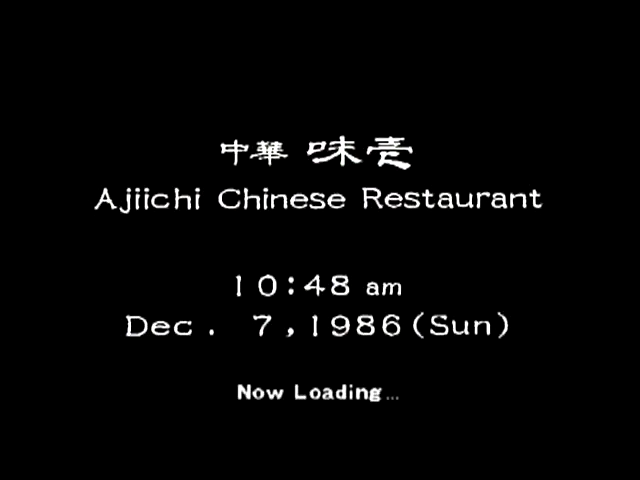 中華 味壱
Ajiichi Chinese Restaurant
10:48 am
Dec. 7,1986(Sun)
Now Loading...